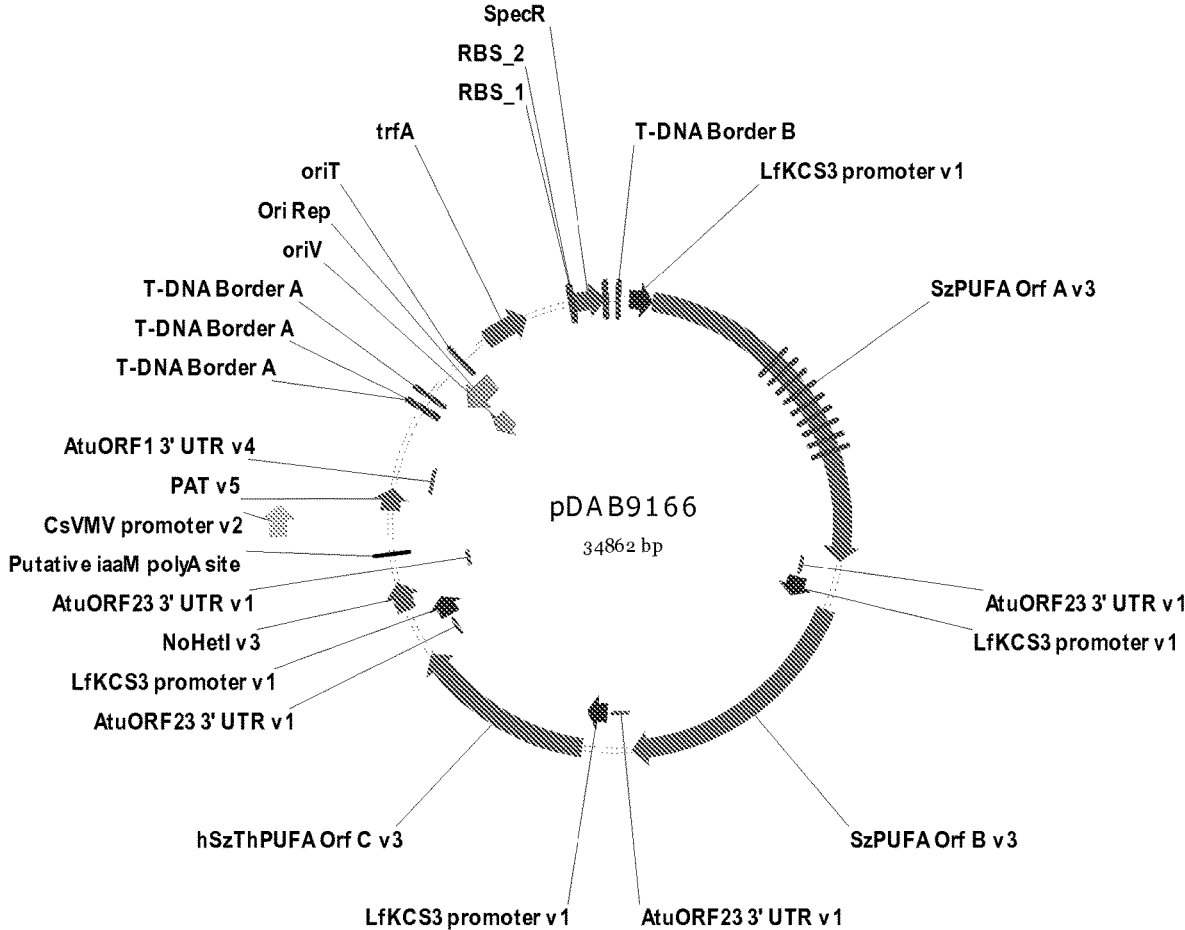 SpecR
RBS_2
RBS_1
trfA
T-DNA Border B
oriT
LfKCS3 promoter v1
Ori Rep
oriV
T-DNA Border A
SzPUFA Orf A v3
T-DNA Border A
T-DNA Border A
AtuORF1 3' UTR v4
PAT v5
pDAB9166
CsVMV promoter v2
34862 bp
Putative iaaM polyA site
AtuORF23 3' UTR v1
AtuORF23 3' UTR v1
NoHetI v3
LfKCS3 promoter v1
LfKCS3 promoter v1
AtuORF23 3' UTR v1
hSzThPUFA Orf C v3
SzPUFA Orf B v3
LfKCS3 promoter v1
AtuORF23 3' UTR v1